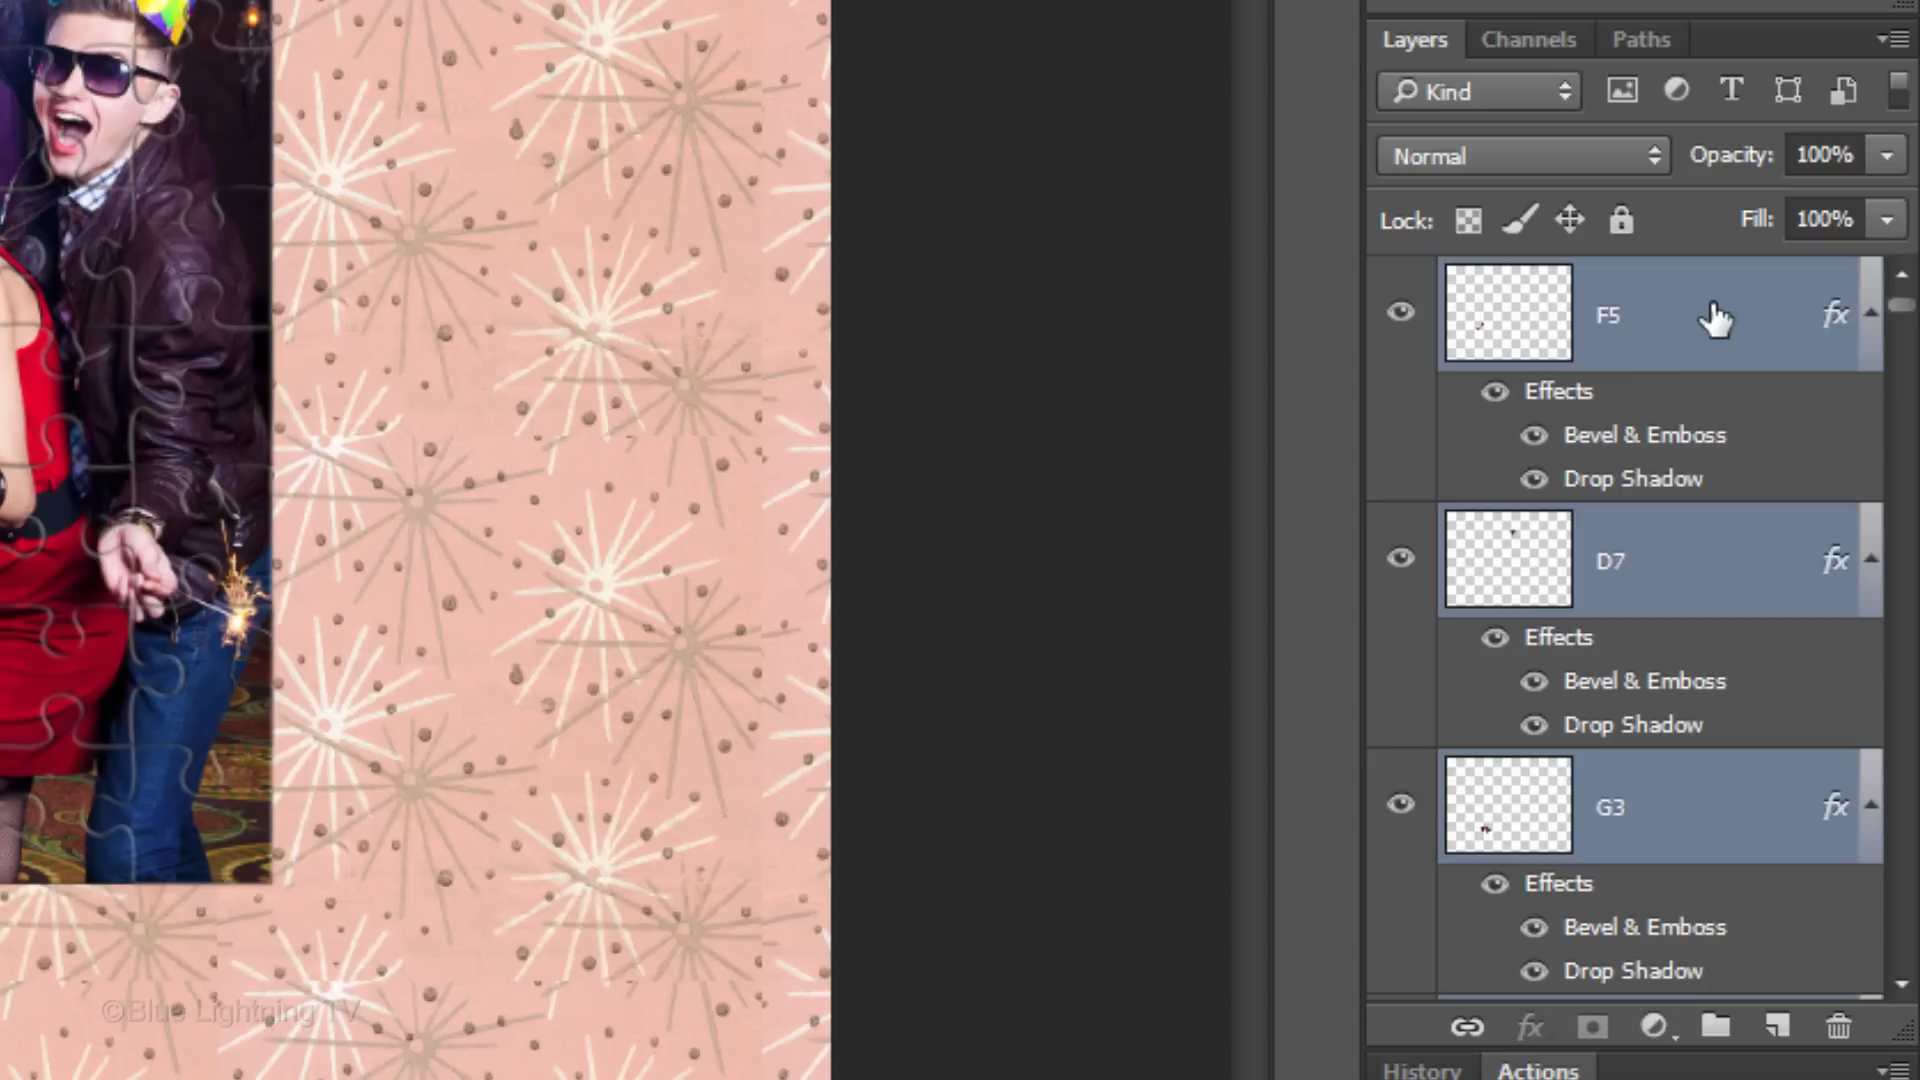 Layers Channels Paths
Kind
Normal Opacity: 100%
Lock: Fill: 100%
F5 fx
Effects
Bevel & Emboss
Drop Shadow
D7 fx
Effects
Bevel & Emboss
Drop Shadow
G3 fx
Effects
Bevel & Emboss
Drop Shadow
©Blue Lightning TV
fx
History Actions